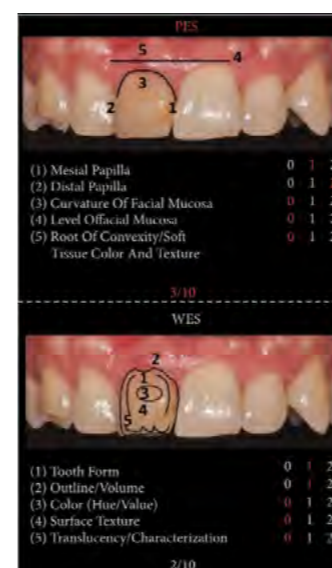 PES
5
4
3
2
1
(1) Mesial Papilla 0 1 2
(2) Distal Papilla 0 1 2
(3) Curvature Of Facial Mucosa 0 1 2
(4) Level Offacial Mucosa 0 1 2
(5) Root Of Convexity/Soft 0 1 2
Tissue Color And Texture
3/10
WES
2
1
3
4
5
(1) Tooth Form 0 1 2
(2) Outline/Volume 0 1 2
(3) Color (Hue/Value) 0 1 2
(4) Surface Texture 0 1 2
(5) Translucency/Characterization 0 1 2
2/10